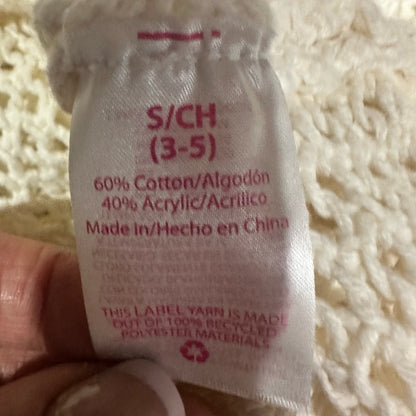 S/CH
(3-5)
60% Cotton/Algodón
40% Acrylic/Acrílico
Made in/Hecho en China
THIS LABEL YARN IS MADE
OUT OF 100% RECYCLED
POLYESTER MATERIALS